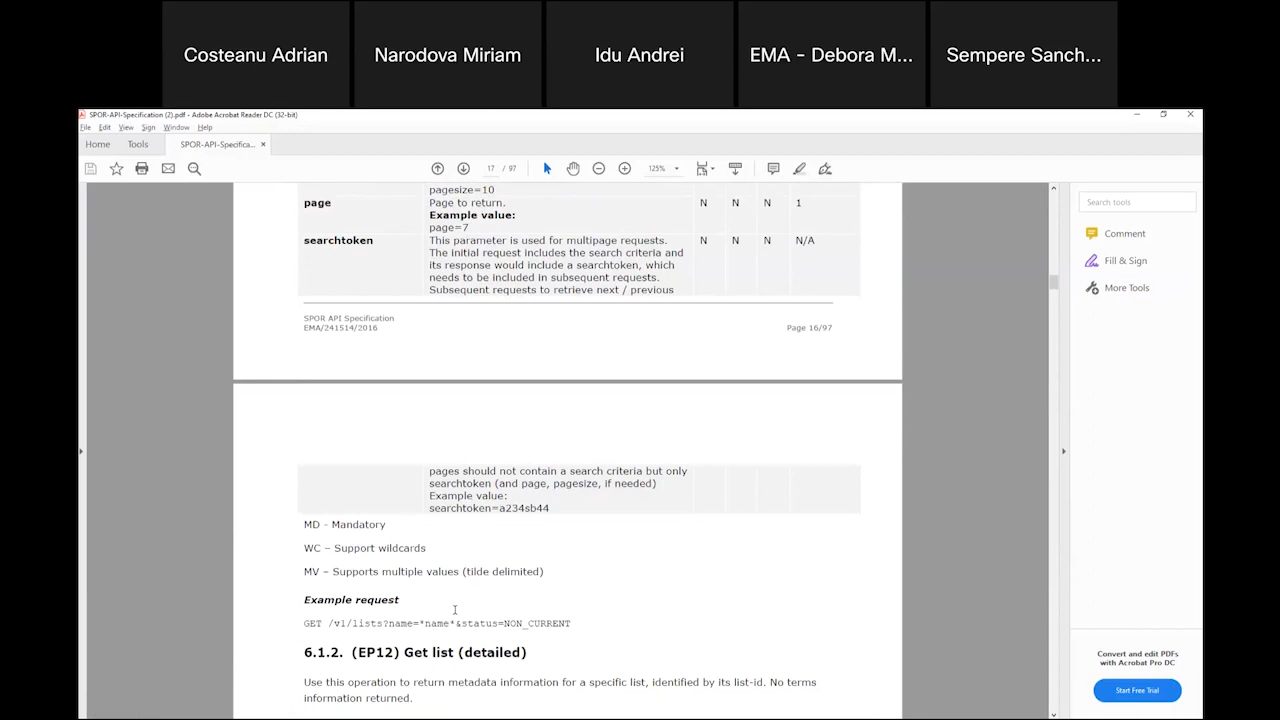 Costeanu Adrian
Narodova Miriam
Idu Andrei
EMA - Debora M...
Sempere Sanch...
SPOR-API-Specification (2).pdf - Adobe Acrobat Reader DC (32-bit)
File Edit View Sign Window Help
Home Tools SPOR-API-Specifica... ×
17 / 97 125%
Search tools
Comment
Fill & Sign
More Tools
pagesize=10
page Page to return. N N N 1
Example value:
page=7
searchtoken This parameter is used for multipage requests. N N N N/A
The initial request includes the search criteria and
its response would include a searchtoken, which
needs to be included in subsequent requests.
Subsequent requests to retrieve next / previous
SPOR API Specification
EMA/241514/2016 Page 16/97
pages should not contain a search criteria but only
searchtoken (and page, pagesize, if needed)
Example value:
searchtoken=a234sb44
MD - Mandatory
WC – Support wildcards
MV – Supports multiple values (tilde delimited)
Example request
GET /v1/lists?name=*name*&status=NON_CURRENT
6.1.2. (EP12) Get list (detailed)
Use this operation to return metadata information for a specific list, identified by its list-id. No terms
information returned.
Convert and edit PDFs
with Acrobat Pro DC
Start Free Trial